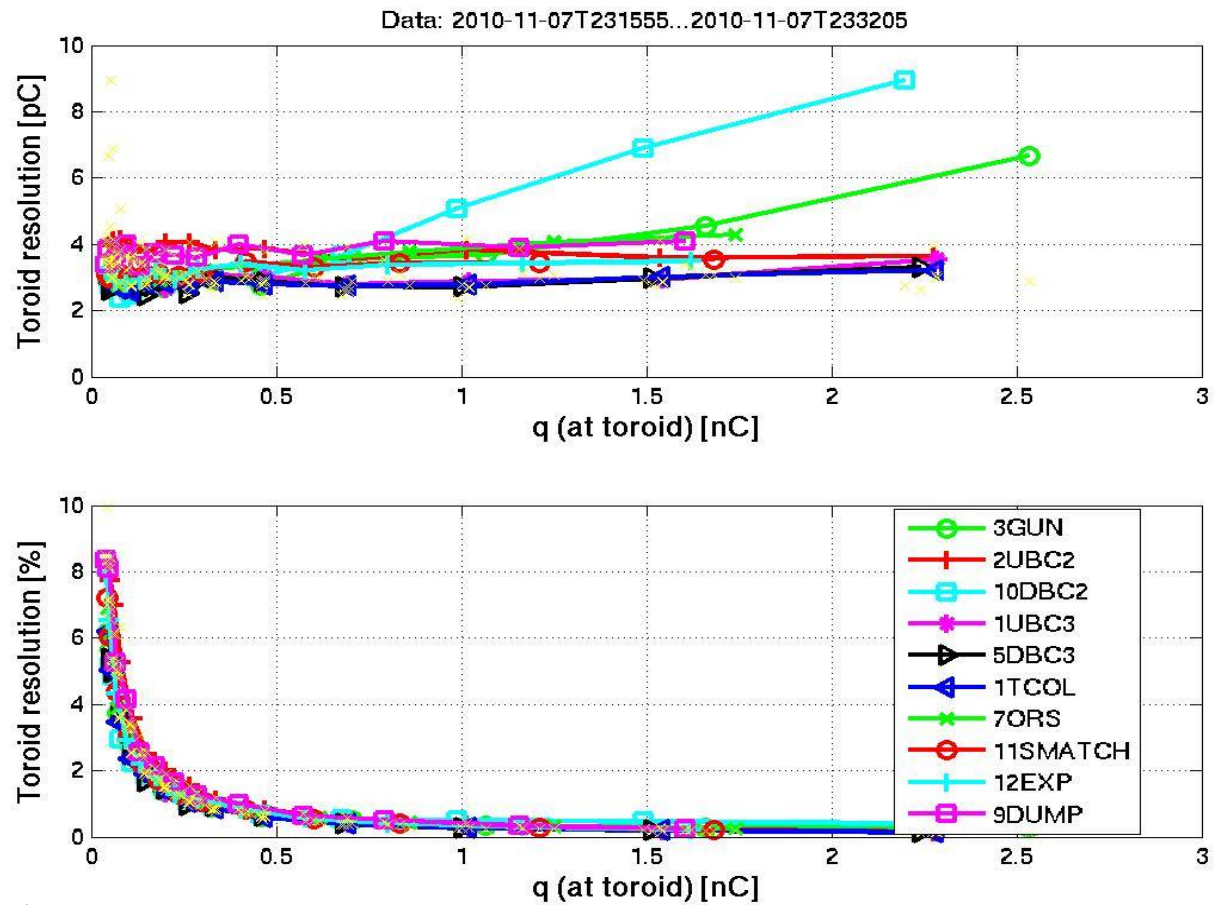 Data: 2010-11-07T231555...2010-11-07T233205
Toroid resolution [pC]
10
8
6
4
2
0
0 0.5 1 1.5 2 2.5 3
q (at toroid) [nC]
Toroid resolution [%]
10
8
6
4
2
0
3GUN
2UBC2
10DBC2
1UBC3
5DBC3
1TCOL
7ORS
11SMATCH
12EXP
9DUMP
0 0.5 1 1.5 2 2.5 3
q (at toroid) [nC]